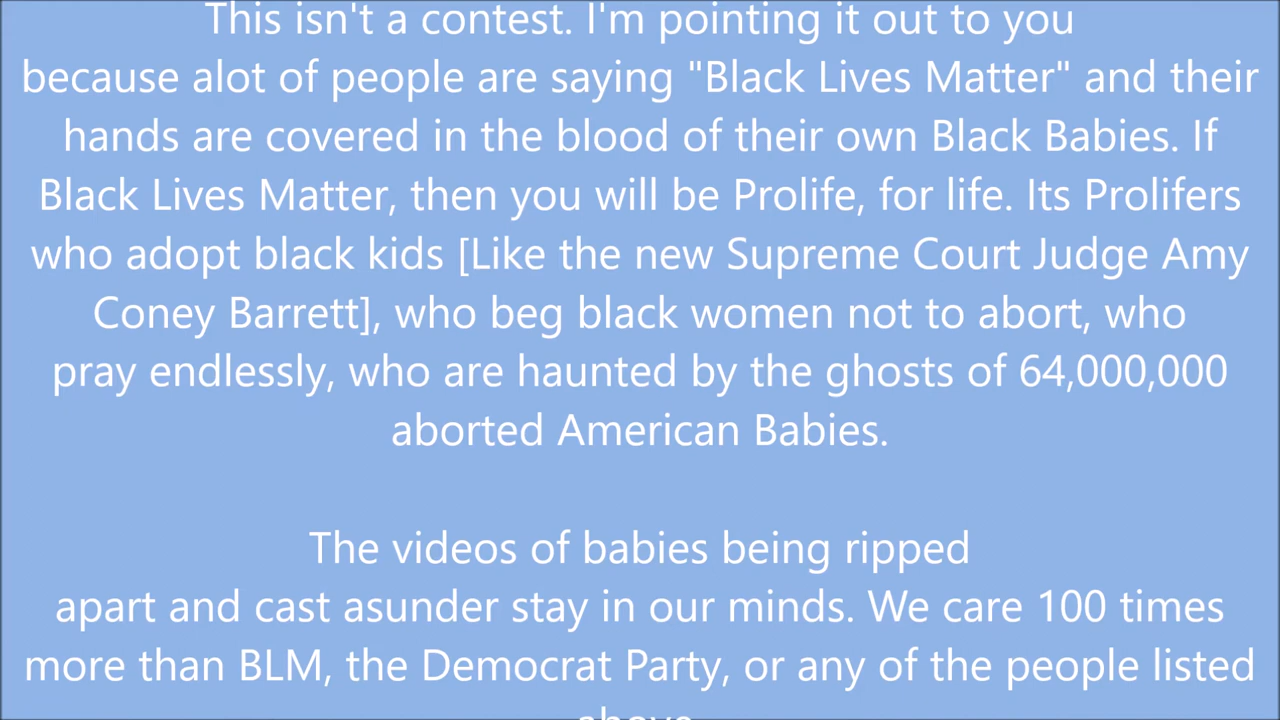 This isn't a contest. I'm pointing it out to you
because alot of people are saying "Black Lives Matter" and their
hands are covered in the blood of their own Black Babies. If
Black Lives Matter, then you will be Prolife, for life. Its Prolifers
who adopt black kids [Like the new Supreme Court Judge Amy
Coney Barrett], who beg black women not to abort, who
pray endlessly, who are haunted by the ghosts of 64,000,000
aborted American Babies.
The videos of babies being ripped
apart and cast asunder stay in our minds. We care 100 times
more than BLM, the Democrat Party, or any of the people listed
above